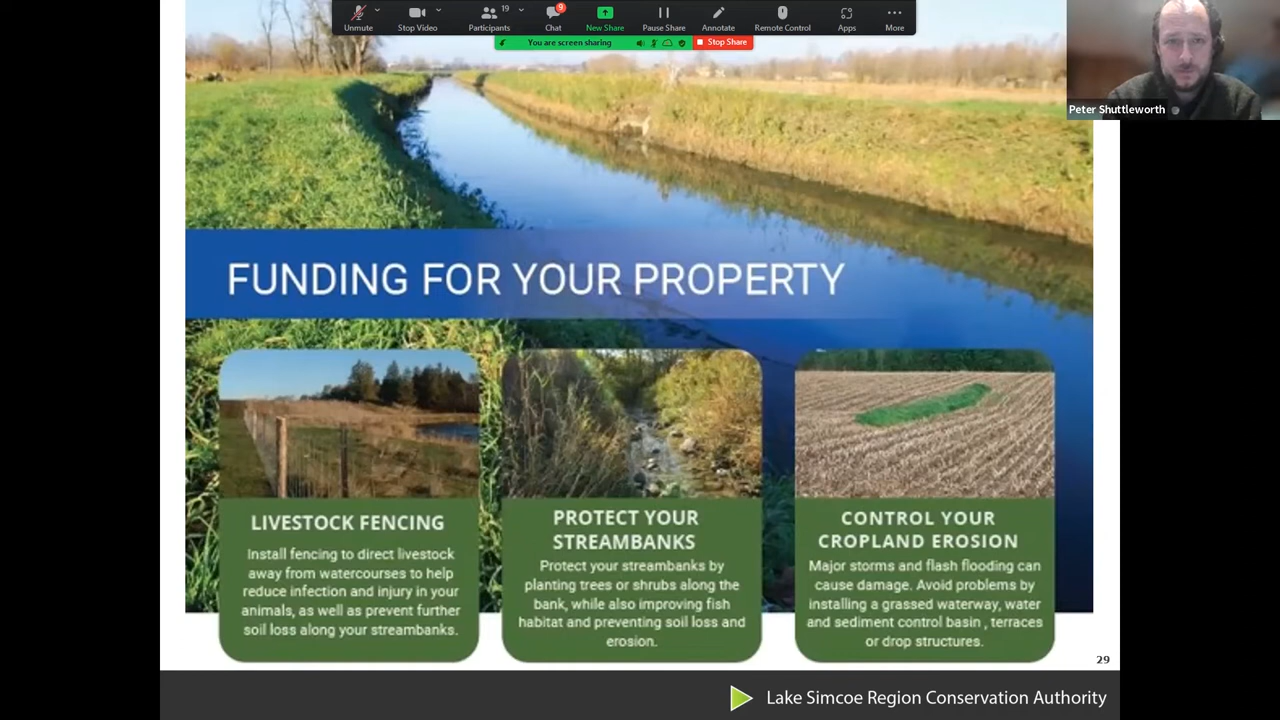 19
9
Unmute
Stop Video
Participants
Chat
New Share
Pause Share
Annotate
Remote Control
Apps
More
You are screen sharing
Stop Share
Peter Shuttleworth
FUNDING FOR YOUR PROPERTY
LIVESTOCK FENCING
Install fencing to direct livestock
away from watercourses to help
reduce infection and injury in your
animals, as well as prevent further
soil loss along your streambanks.
PROTECT YOUR
STREAMBANKS
Protect your streambanks by
planting trees or shrubs along the
bank, while also improving fish
habitat and preventing soil loss and
erosion.
CONTROL YOUR
CROPLAND EROSION
Major storms and flash flooding can
cause damage. Avoid problems by
installing a grassed waterway, water
and sediment control basin , terraces
or drop structures.
29
Lake Simcoe Region Conservation Authority